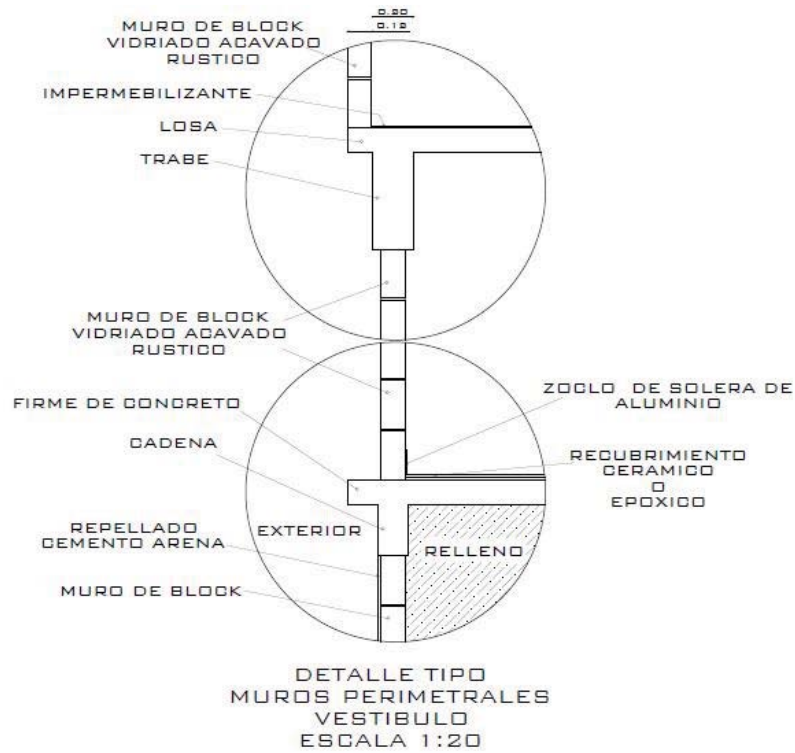 0.30
0.12
MURO DE BLOCK
VIDRIADO ACAVADO
RUSTICO
IMPERMEBILIZANTE
LOSA
TRABE
MURO DE BLOCK
VIDRIADO ACAVADO
RUSTICO
ZOCLO DE SOLERA DE
ALUMINIO
FIRME DE CONCRETO
CADENA
RECUBRIMIENTO
CERAMICO
O
EPOXICO
EXTERIOR
REPELLADO
CEMENTO ARENA
RELLENO
MURO DE BLOCK
DETALLE TIPO
MUROS PERIMETRALES
VESTIBULO
ESCALA 1:20